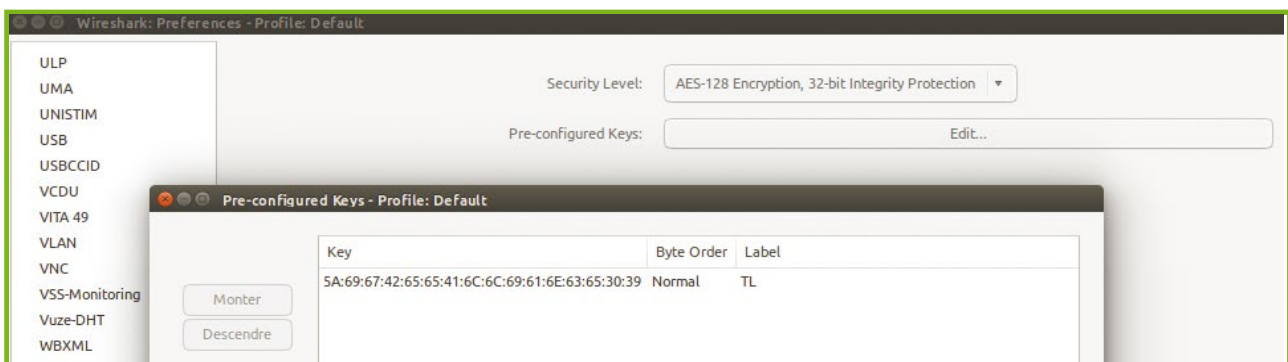 Wireshark: Preferences - Profile: Default
ULP
UMA
UNISTIM
USB
USBCCID
VCDU
VITA 49
VLAN
VNC
VSS-Monitoring
Vuze-DHT
WBXML
Security Level: AES-128 Encryption, 32-bit Integrity Protection
Pre-configured Keys: Edit...
Pre-configured Keys - Profile: Default
Monter
Descendre
Key Byte Order Label
5A:69:67:42:65:65:41:6C:6C:69:61:6E:63:65:30:39 Normal TL